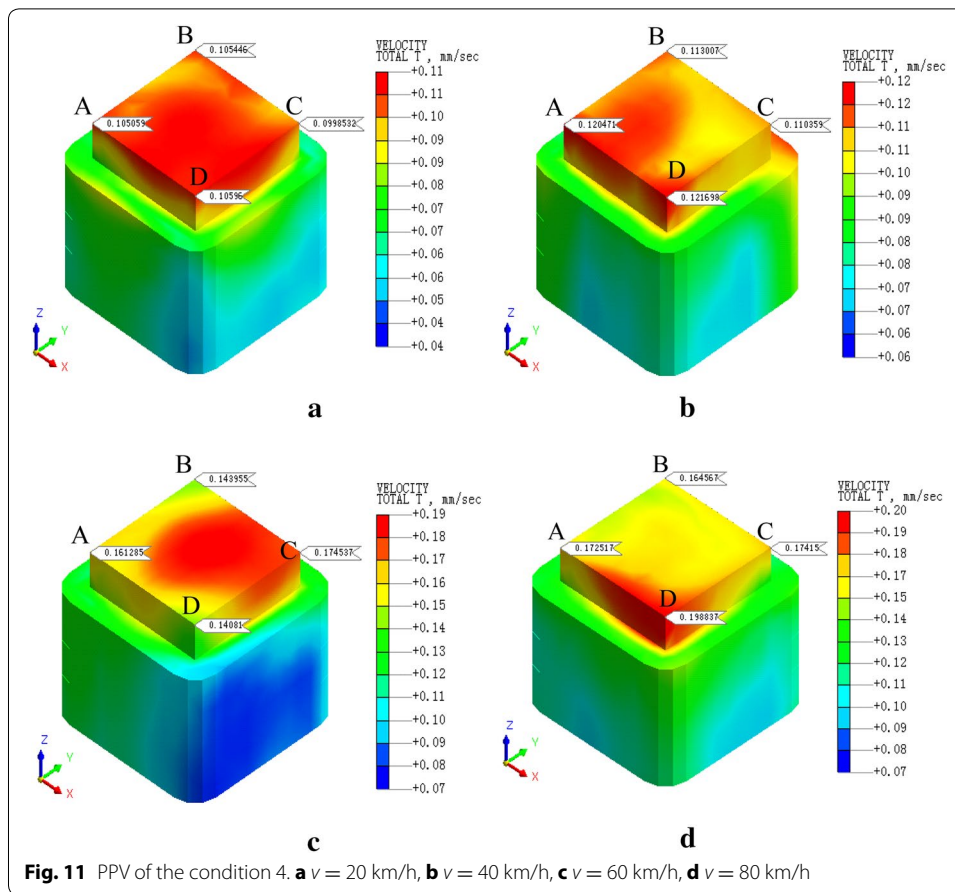 B
0.105446
VELOCITY
TOTAL T , mm/sec
+0.11
+0.10
+0.10
+0.09
+0.09
+0.08
+0.07
+0.07
+0.06
+0.06
+0.05
+0.04
+0.04
A
0.105059
C
0.0998532
D
0.10596
Z
Y
X
a
B
0.113007
VELOCITY
TOTAL T , mm/sec
+0.12
+0.12
+0.11
+0.11
+0.10
+0.10
+0.09
+0.09
+0.08
+0.08
+0.07
+0.07
+0.06
+0.06
A
0.120471
C
0.110359
D
0.121698
Z
Y
X
b
B
0.143955
VELOCITY
TOTAL T , mm/sec
+0.19
+0.18
+0.17
+0.16
+0.15
+0.14
+0.13
+0.12
+0.11
+0.10
+0.09
+0.08
+0.07
A
0.161285
C
0.174537
D
0.14081
Z
Y
X
c
B
0.164567
VELOCITY
TOTAL T , mm/sec
+0.20
+0.19
+0.18
+0.17
+0.16
+0.15
+0.14
+0.13
+0.12
+0.11
+0.10
+0.09
+0.08
+0.07
A
0.172517
C
0.17415
D
0.198837
Z
Y
X
d
Fig. 11 PPV of the condition 4. a v = 20 km/h, b v = 40 km/h, c v = 60 km/h, d v = 80 km/h